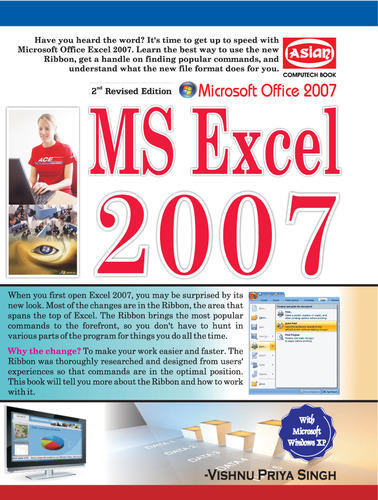 Have you heard the word? It's time to get up to speed with
Microsoft Office Excel 2007. Learn the best way to use the new
Ribbon, get a handle on finding popular commands, and
understand what the new file format does for you.
Asian
COMPUTECH BOOK
2nd Revised Edition
Microsoft Office 2007
MS Excel
2007
ACE
When you first open Excel 2007, you may be surprised by its
new look. Most of the changes are in the Ribbon, the area that
spans the top of Excel. The Ribbon brings the most popular
commands to the forefront, so you don't have to hunt in
various parts of the program for things you do all the time.
Why the change? To make your work easier and faster. The
Ribbon was thoroughly researched and designed from users'
experiences so that commands are in the optimal position.
This book will tell you more about the Ribbon and how to work
with it.
With
Microsoft
Windows XP
DATA 1
DATA 2
DATA 3
-VISHNU PRIYA SINGH